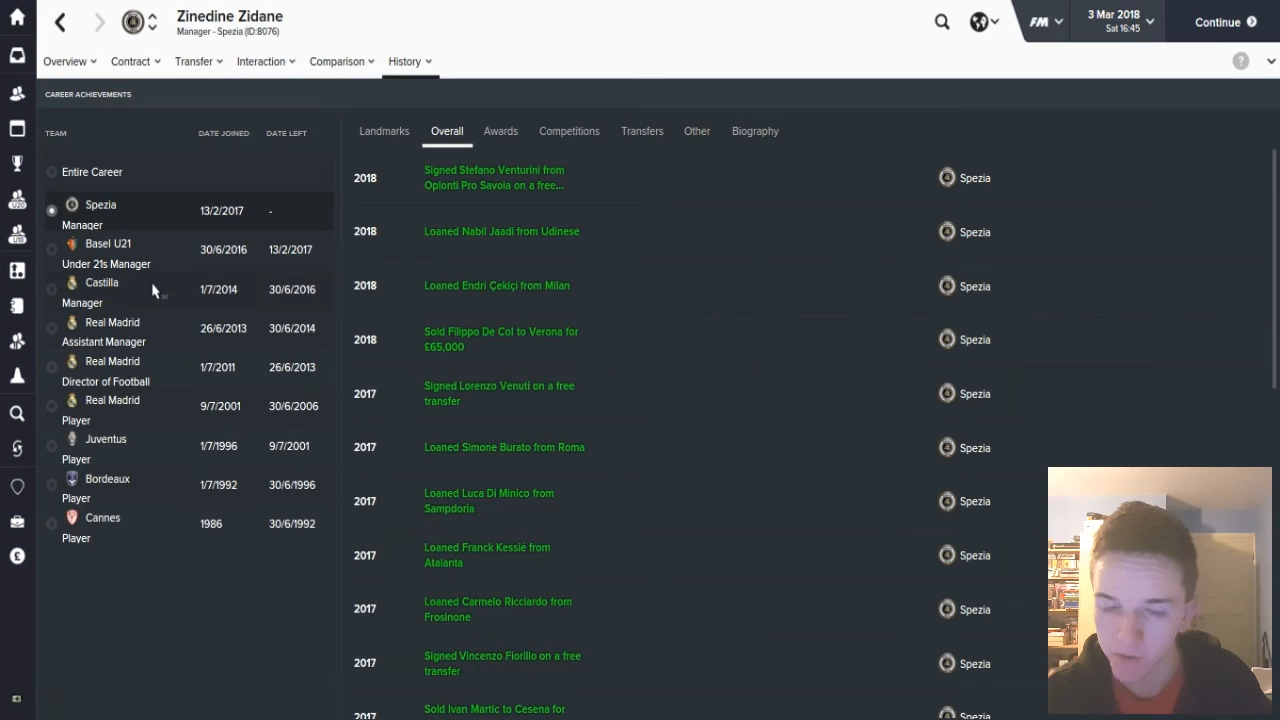 Zinedine Zidane
Manager - Spezia (ID:8076)
FM
3 Mar 2018
Sat 16:45
Continue
Overview
Contract
Transfer
Interaction
Comparison
History
?
CAREER ACHIEVEMENTS
TEAM DATE JOINED DATE LEFT
Entire Career
Spezia
Manager 13/2/2017 -
Basel U21
Under 21s Manager 30/6/2016 13/2/2017
Castilla
Manager 1/7/2014 30/6/2016
Real Madrid
Assistant Manager 26/6/2013 30/6/2014
Real Madrid
Director of Football 1/7/2011 26/6/2013
Real Madrid
Player 9/7/2001 30/6/2006
Juventus
Player 1/7/1996 9/7/2001
Bordeaux
Player 1/7/1992 30/6/1996
Cannes
Player 1986 30/6/1992
Landmarks Overall Awards Competitions Transfers Other Biography
2018 Signed Stefano Venturini from
Oplonti Pro Savoia on a free... Spezia
2018 Loaned Nabil Jaadi from Udinese Spezia
2018 Loaned Endri Çekiçi from Milan Spezia
2018 Sold Filippo De Col to Verona for
£65,000 Spezia
2017 Signed Lorenzo Venuti on a free
transfer Spezia
2017 Loaned Simone Burato from Roma Spezia
2017 Loaned Luca Di Minico from
Sampdoria Spezia
2017 Loaned Franck Kessié from
Atalanta Spezia
2017 Loaned Carmelo Ricciardo from
Frosinone Spezia
2017 Signed Vincenzo Fiorillo on a free
transfer Spezia
2017 Sold Ivan Martic to Cesena for Spezia
U20
U18
£